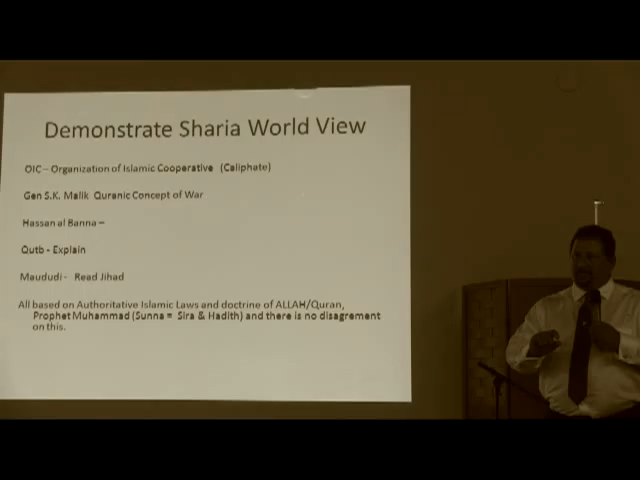 Demonstrate Sharia World View
OIC – Organization of Islamic Cooperative (Caliphate)
Gen S.K. Malik Quranic Concept of War
Hassan al Banna –
Qutb - Explain
Maududi - Read Jihad
All based on Authoritative Islamic Laws and doctrine of ALLAH/Quran,
Prophet Muhammad (Sunna = Sira & Hadith) and there is no disagrement
on this.